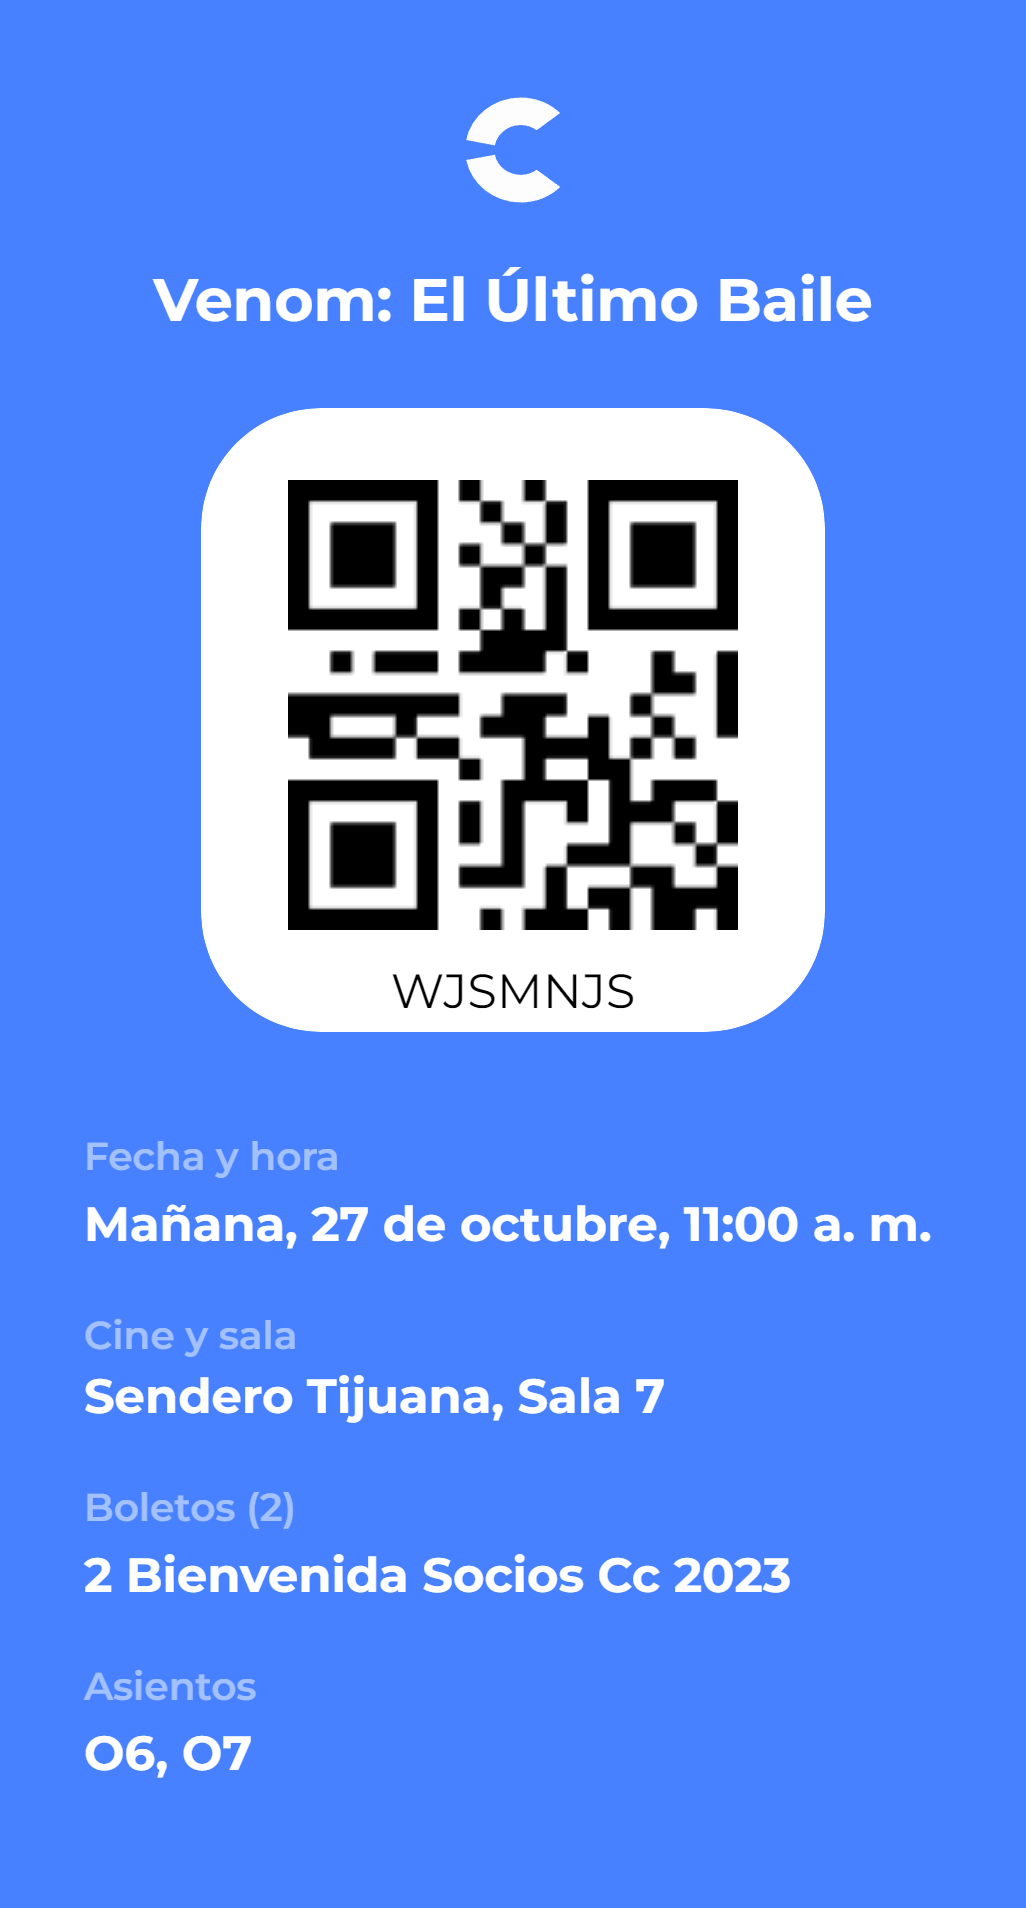 Venom: El Último Baile
WJSMNJS
Fecha y hora
Mañana, 27 de octubre, 11:00 a. m.
Cine y sala
Sendero Tijuana, Sala 7
Boletos (2)
2 Bienvenida Socios Cc 2023
Asientos
O6, O7